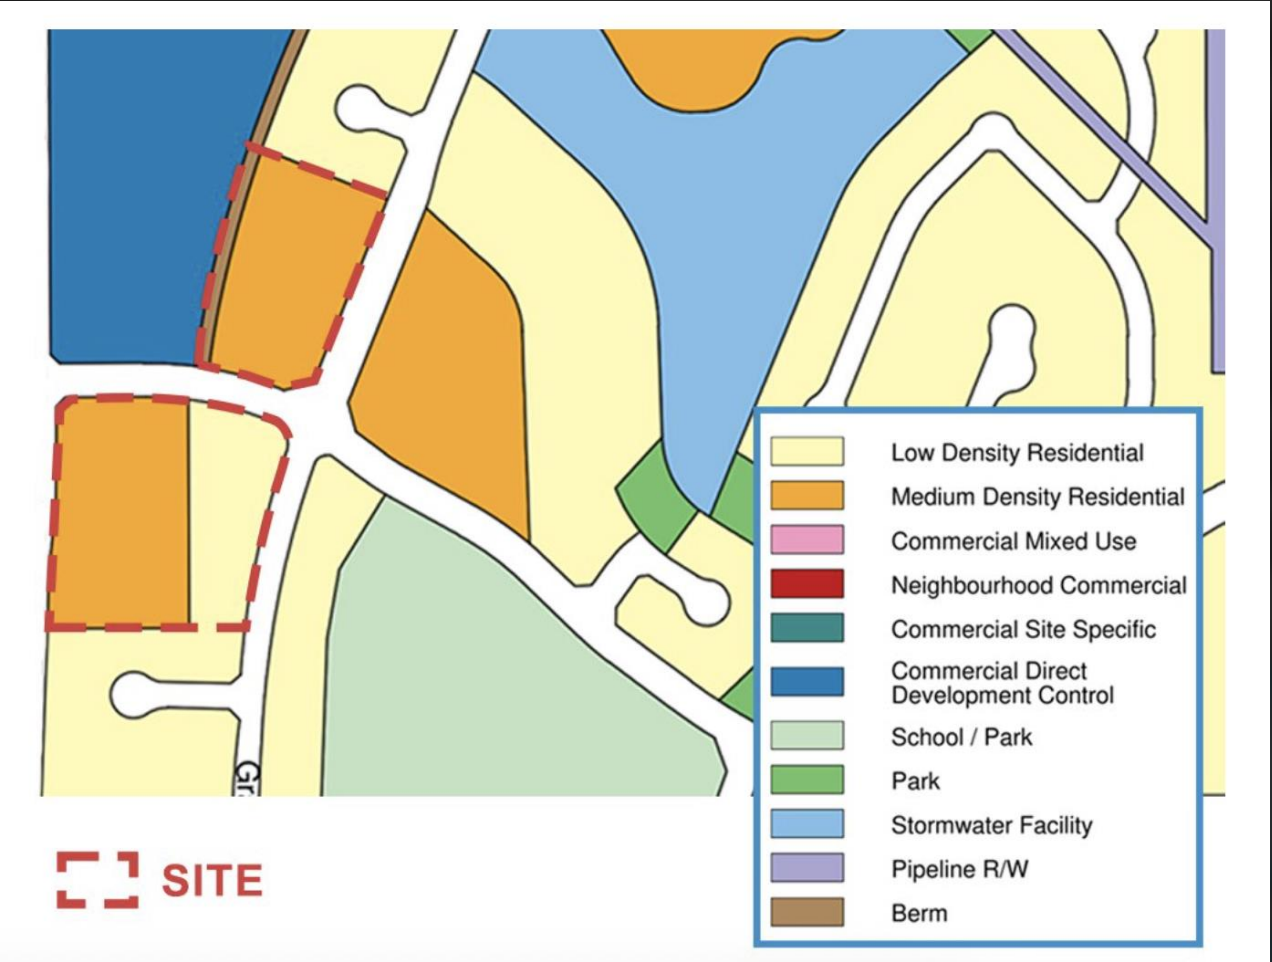 Low Density Residential
Medium Density Residential
Commercial Mixed Use
Neighbourhood Commercial
Commercial Site Specific
Commercial Direct
Development Control
School / Park
Park
Stormwater Facility
Pipeline R/W
Berm
SITE